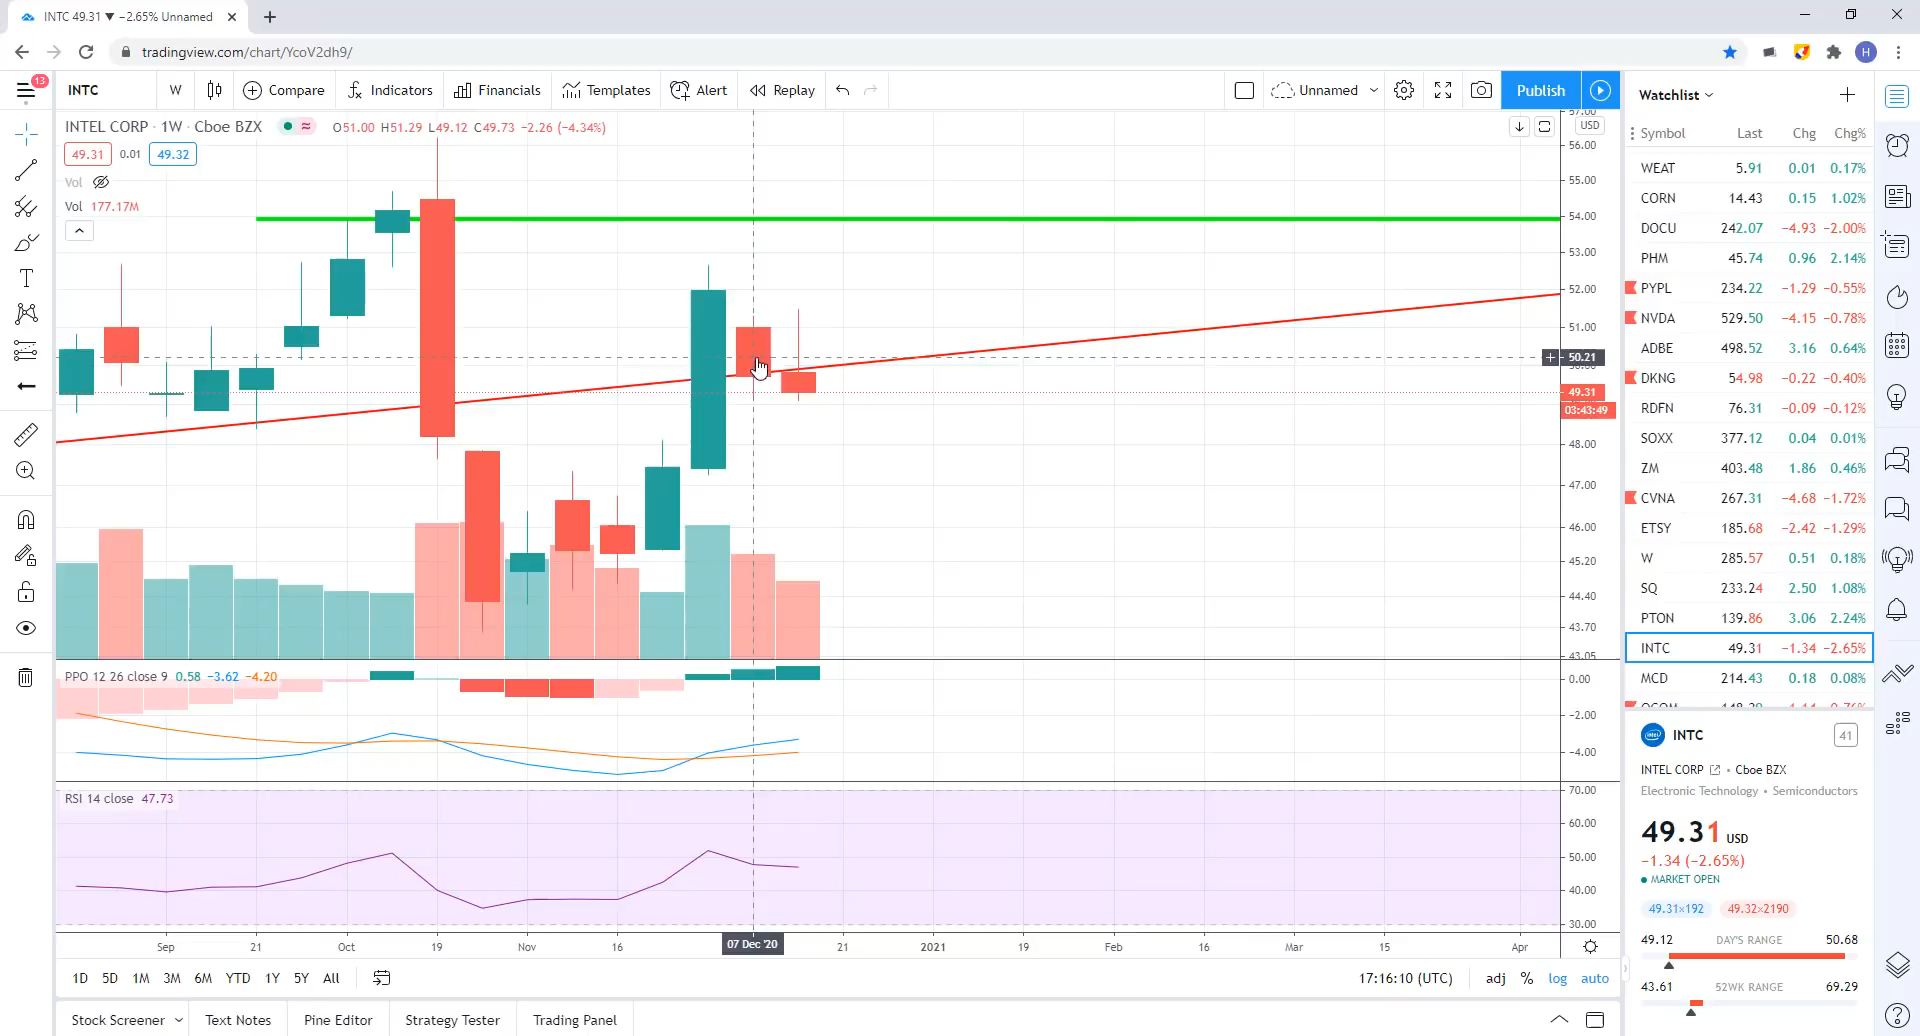 INTC 49.31 ▼ −2.65% Unnamed
tradingview.com/chart/YcoV2dh9/
H
13
INTC W Compare Indicators Financials Templates Alert Replay Unnamed Publish
INTEL CORP · 1W · Cboe BZX O51.00 H51.29 L49.12 C49.73 −2.26 (−4.34%)
49.31 0.01 49.32
Vol
Vol 177.17M
USD
57.00
56.00
55.00
54.00
53.00
52.00
51.00
50.21
49.31
03:43:49
48.00
47.00
46.00
45.20
44.40
43.70
43.05
PPO 12 26 close 9 0.58 −3.62 −4.20
0.00
−2.00
−4.00
RSI 14 close 47.73
70.00
60.00
50.00
40.00
30.00
Sep 21 Oct 19 Nov 16 07 Dec '20 21 2021 19 Feb 16 Mar 15 Apr
1D 5D 1M 3M 6M YTD 1Y 5Y All
17:16:10 (UTC) adj % log auto
Stock Screener Text Notes Pine Editor Strategy Tester Trading Panel
Watchlist
Symbol Last Chg Chg%
WEAT 5.91 0.01 0.17%
CORN 14.43 0.15 1.02%
DOCU 242.07 −4.93 −2.00%
PHM 45.74 0.96 2.14%
PYPL 234.22 −1.29 −0.55%
NVDA 529.50 −4.15 −0.78%
ADBE 498.52 3.16 0.64%
DKNG 54.98 −0.22 −0.40%
RDFN 76.31 −0.09 −0.12%
SOXX 377.12 0.04 0.01%
ZM 403.48 1.86 0.46%
CVNA 267.31 −4.68 −1.72%
ETSY 185.68 −2.42 −1.29%
W 285.57 0.51 0.18%
SQ 233.24 2.50 1.08%
PTON 139.86 3.06 2.24%
INTC 49.31 −1.34 −2.65%
MCD 214.43 0.18 0.08%
INTC 41
INTEL CORP • Cboe BZX
Electronic Technology • Semiconductors
49.31 USD
−1.34 (−2.65%)
MARKET OPEN
49.31×192 49.32×2190
49.12 DAY'S RANGE 50.68
43.61 52WK RANGE 69.29